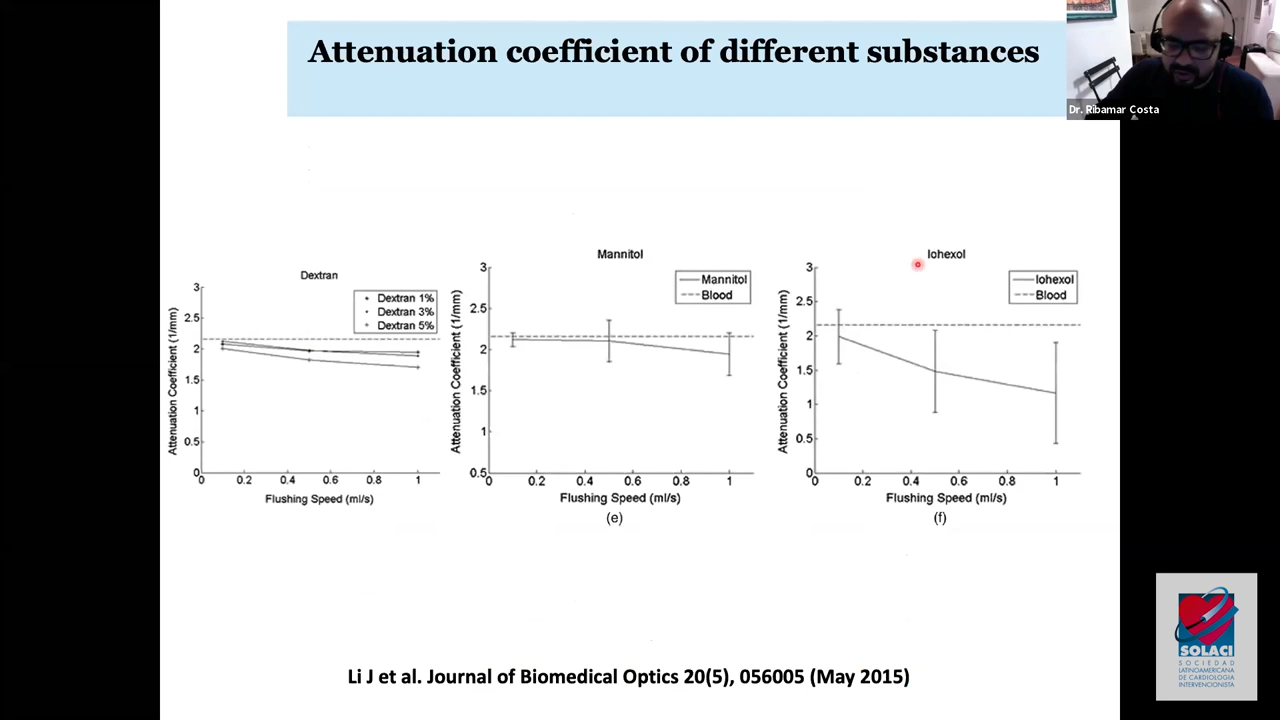 Attenuation coefficient of different substances
Dr. Ribamar Costa
Dextran
3
2.5
2
1.5
1
0.5
0
Attenuation Coefficient (1/mm)
Dextran 1%
Dextran 3%
Dextran 5%
0
0.2
0.4
0.6
0.8
1
Flushing Speed (ml/s)
Mannitol
3
2.5
2
1.5
1
0.5
Attenuation Coefficient (1/mm)
Mannitol
Blood
0
0.2
0.4
0.6
0.8
1
Flushing Speed (ml/s)
(e)
Iohexol
3
2.5
2
1.5
1
0.5
0
Attenuation Coefficient (1/mm)
Iohexol
Blood
0
0.2
0.4
0.6
0.8
1
Flushing Speed (ml/s)
(f)
Li J et al. Journal of Biomedical Optics 20(5), 056005 (May 2015)
SOLACI
SOCIEDAD
LATINOAMERICANA
DE CARDIOLOGIA
INTERVENCIONISTA